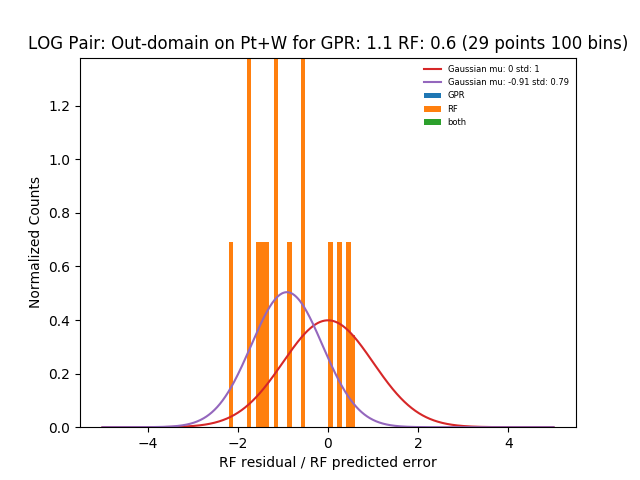 LOG Pair: Out-domain on Pt+W for GPR: 1.1 RF: 0.6 (29 points 100 bins)
Gaussian mu: 0 std: 1
Gaussian mu: -0.91 std: 0.79
GPR
RF
both
Normalized Counts
1.2
1.0
0.8
0.6
0.4
0.2
0.0
−4
−2
0
2
4
RF residual / RF predicted error